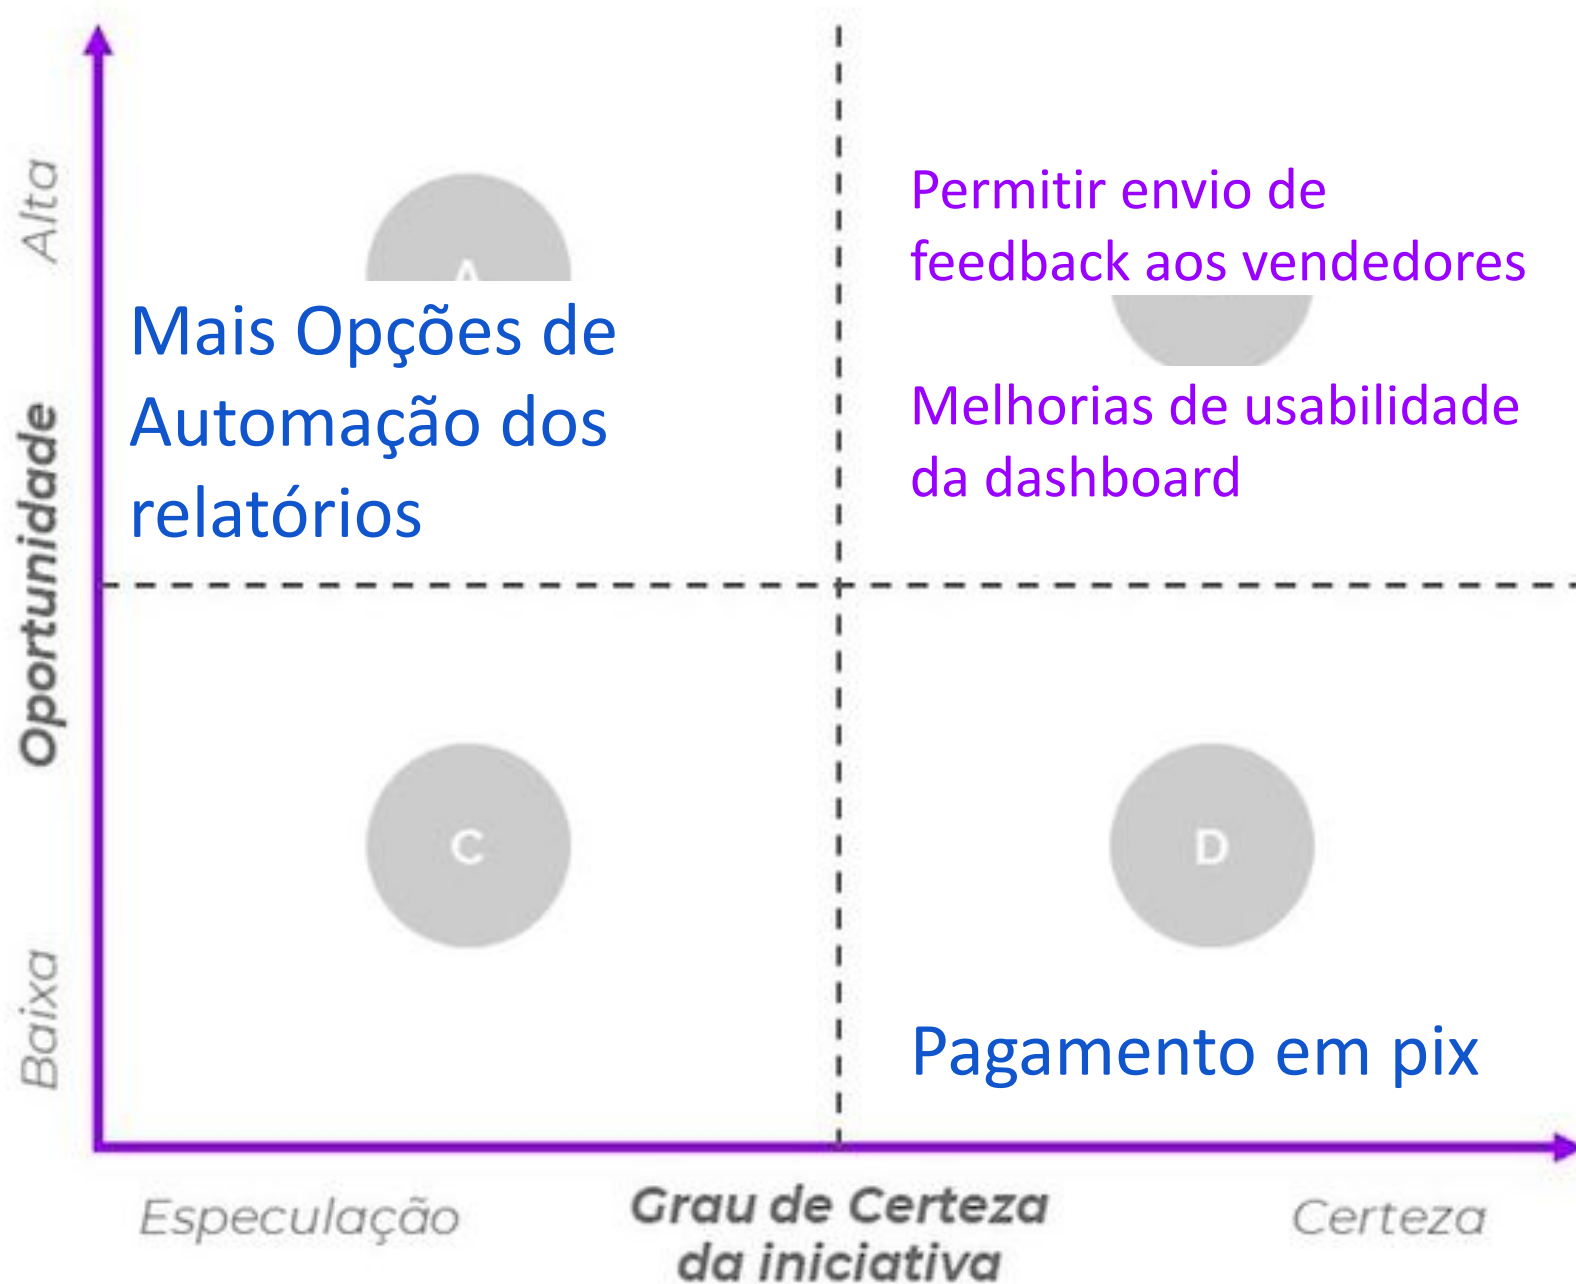 Alta
A
Permitir envio de
feedback aos vendedores
Mais Opções de
Automação dos
relatórios
Melhorias de usabilidade
da dashboard
Oportunidade
C
D
Baixa
Pagamento em pix
Especulação
Grau de Certeza
da iniciativa
Certeza